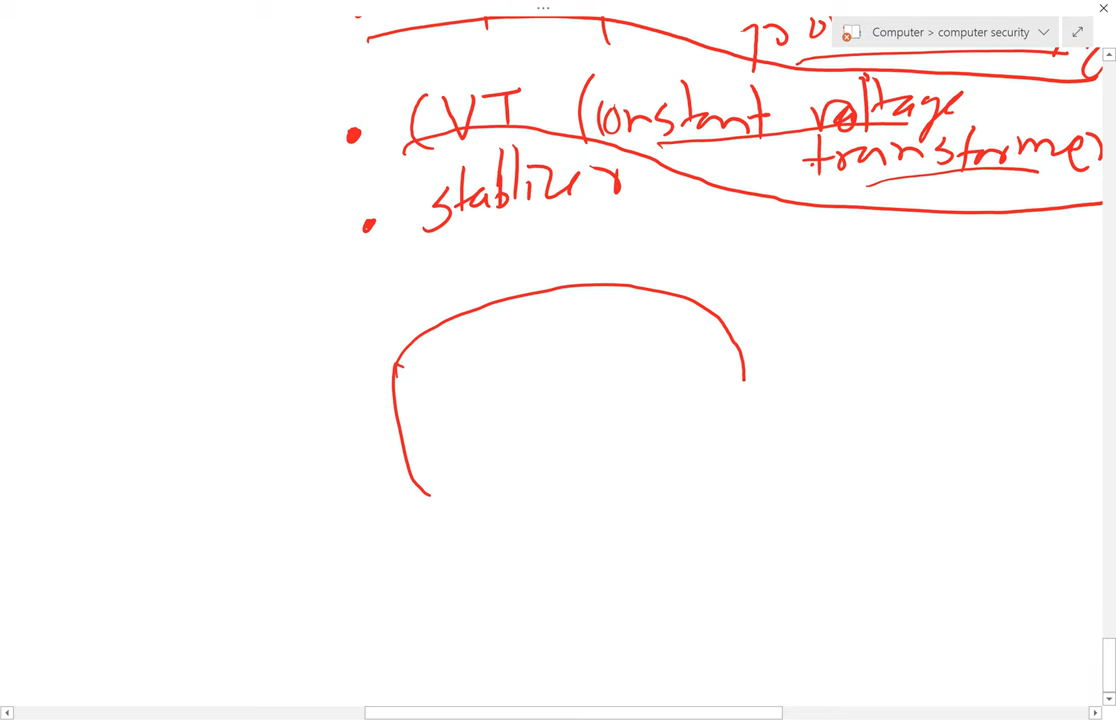 Computer > computer security
CVT (constant voltage
transformer
stablizer